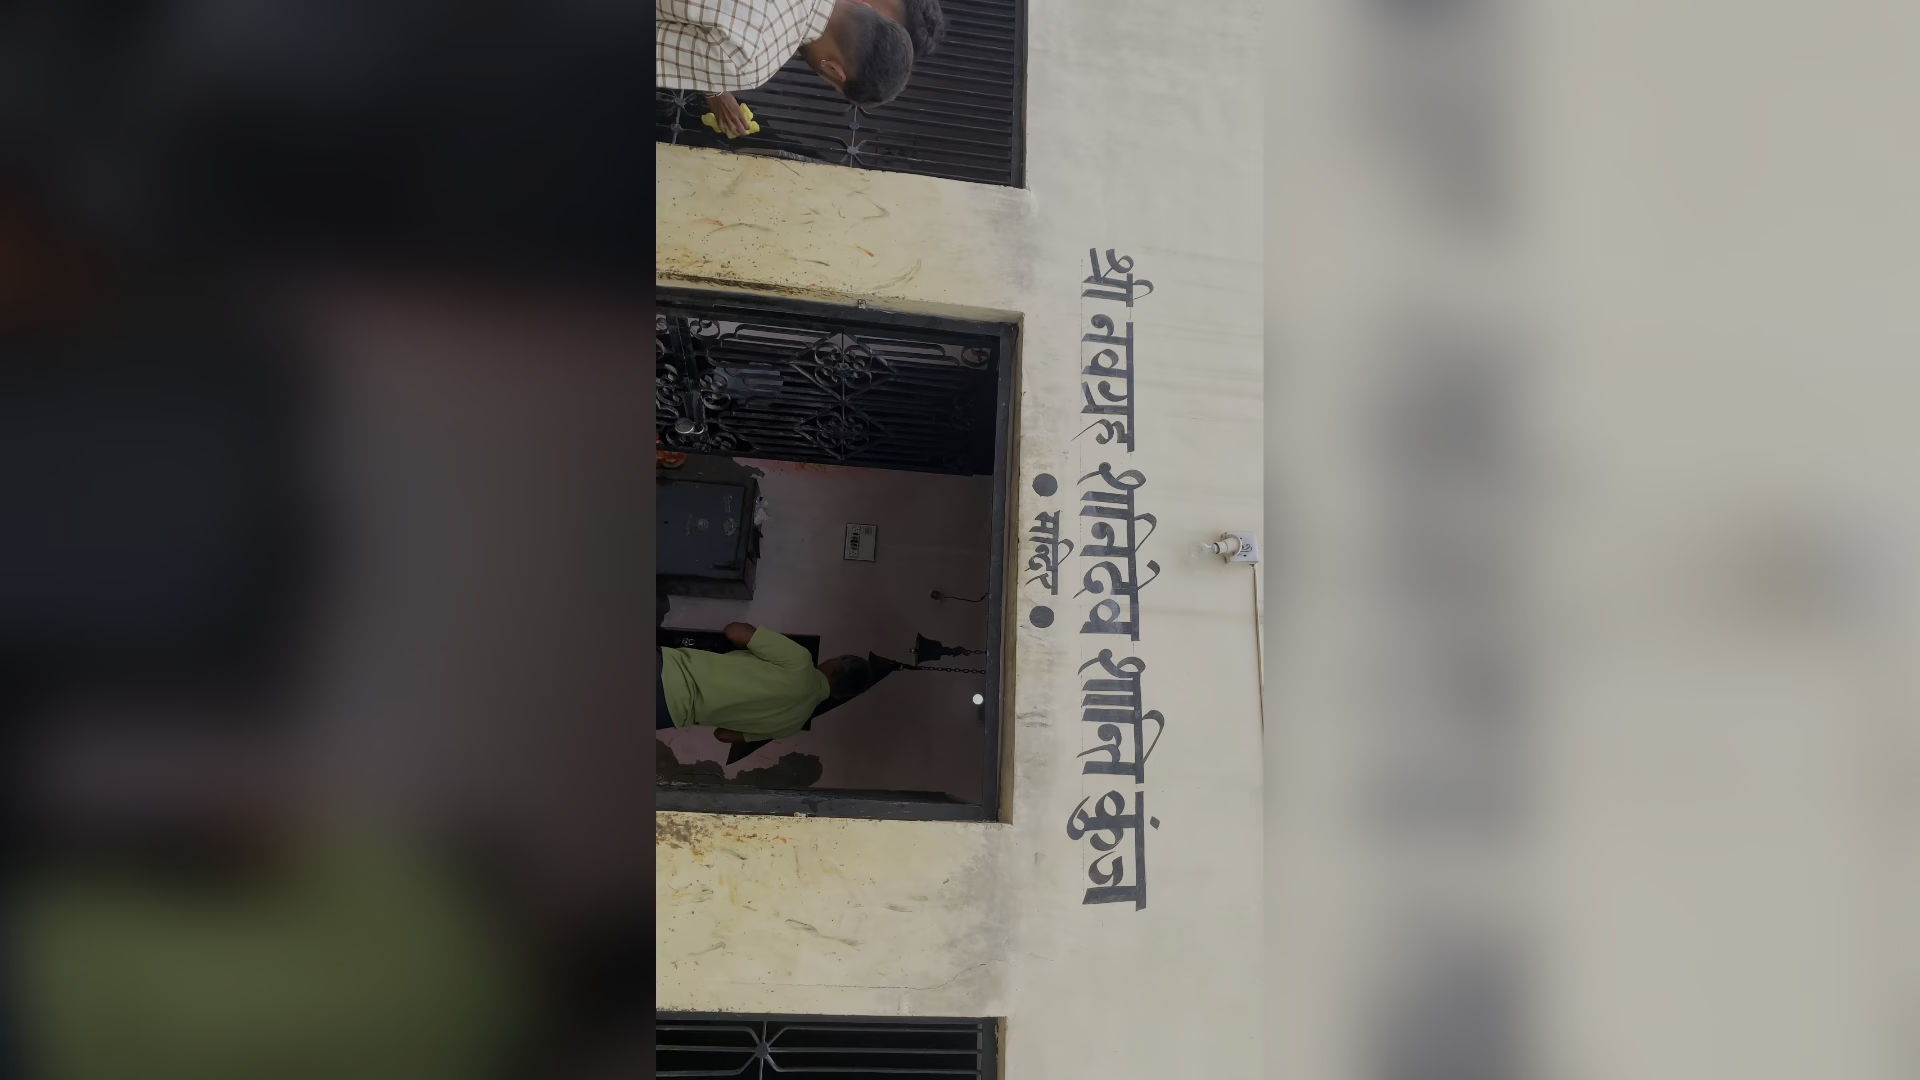 श्री नवग्रह शनिदेव शान्ति कुंज
• मन्दिर •